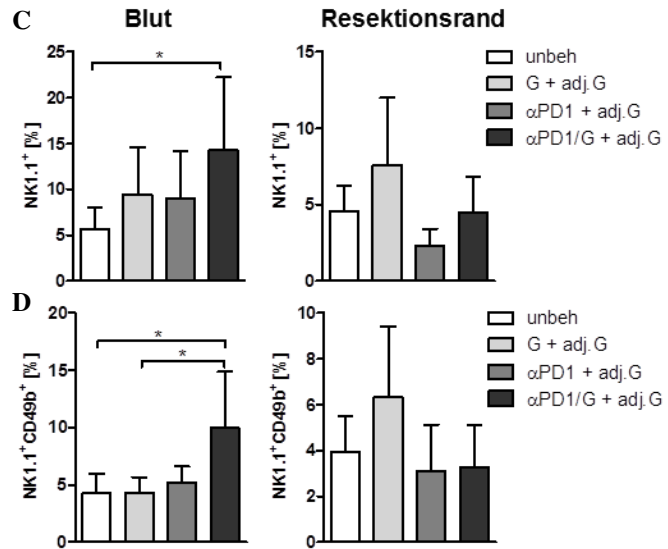 C
Blut
Resektionsrand
NK1.1+ [%]
25
20
15
10
5
0
*
NK1.1+ [%]
15
10
5
0
unbeh
G + adj.G
αPD1 + adj.G
αPD1/G + adj.G
D
NK1.1+CD49b+ [%]
20
15
10
5
0
*
*
NK1.1+CD49b+ [%]
10
8
6
4
2
0
unbeh
G + adj.G
αPD1 + adj.G
αPD1/G + adj.G